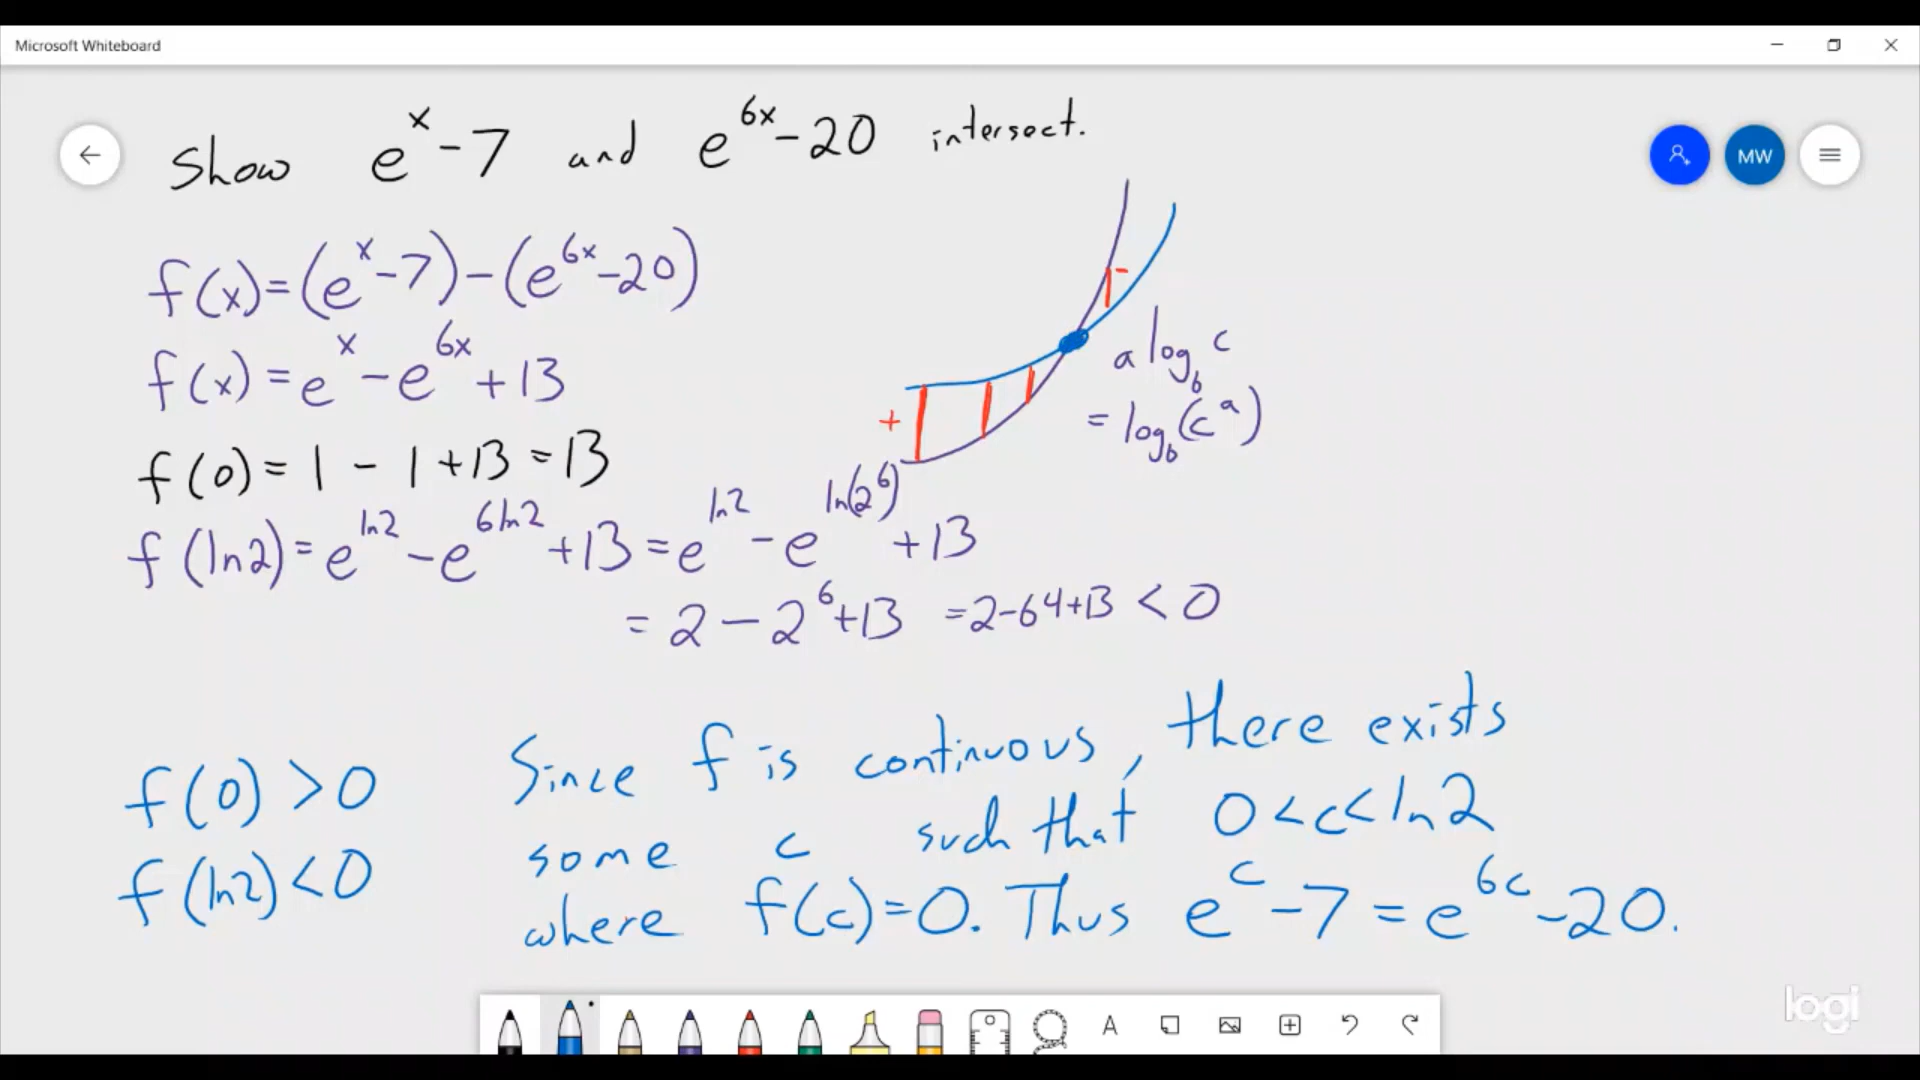 Microsoft Whiteboard
Show e^x - 7 and e^6x - 20 intersect.
MW
f(x) = (e^x - 7) - (e^6x - 20)
f(x) = e^x - e^6x + 13
-
+
a log_b c
= log_b(c^a)
f(0) = 1 - 1 + 13 = 13
f(ln2) = e^ln2 - e^6ln2 + 13 = e^ln2 - e^ln(2^6) + 13
= 2 - 2^6 + 13 = 2 - 64 + 13 < 0
f(0) > 0
f(ln2) < 0
Since f is continuous, there exists
some c such that 0 < c < ln2
where f(c) = 0. Thus e^c - 7 = e^6c - 20.
A
logi